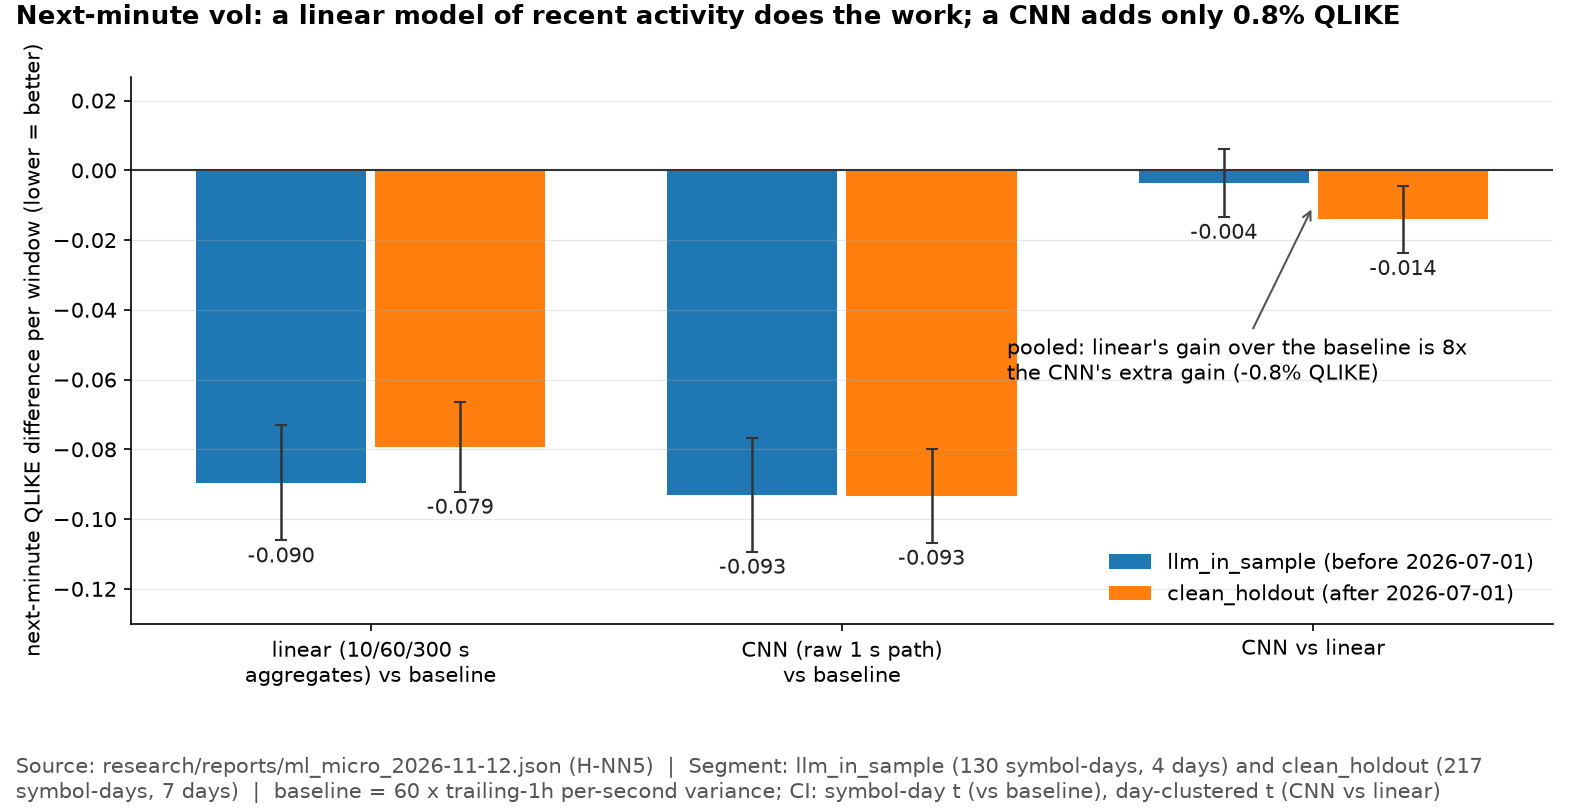 Next-minute vol: a linear model of recent activity does the work; a CNN adds only 0.8% QLIKE
next-minute QLIKE difference per window (lower = better)
0.02
0.00
−0.02
−0.04
−0.06
−0.08
−0.10
−0.12
-0.090
-0.079
-0.093
-0.093
-0.004
-0.014
pooled: linear's gain over the baseline is 8x
the CNN's extra gain (-0.8% QLIKE)
llm_in_sample (before 2026-07-01)
clean_holdout (after 2026-07-01)
linear (10/60/300 s
aggregates) vs baseline
CNN (raw 1 s path)
vs baseline
CNN vs linear
Source: research/reports/ml_micro_2026-11-12.json (H-NN5)  |  Segment: llm_in_sample (130 symbol-days, 4 days) and clean_holdout (217
symbol-days, 7 days)  |  baseline = 60 x trailing-1h per-second variance; CI: symbol-day t (vs baseline), day-clustered t (CNN vs linear)